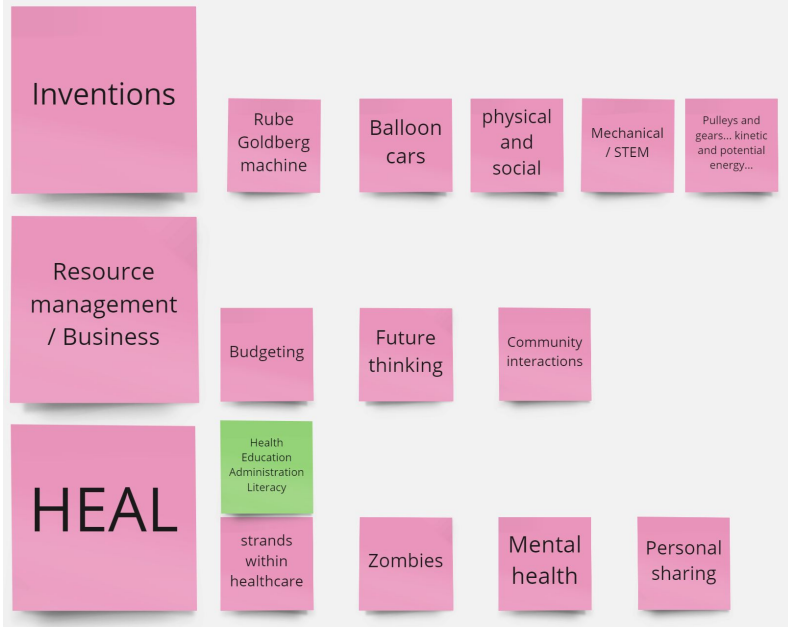 Inventions
Rube
Goldberg
machine
Balloon
cars
physical
and
social
Mechanical
/ STEM
Pulleys and
gears... kinetic
and potential
energy...
Resource
management
/ Business
Budgeting
Future
thinking
Community
interactions
HEAL
Health
Education
Administration
Literacy
strands
within
healthcare
Zombies
Mental
health
Personal
sharing